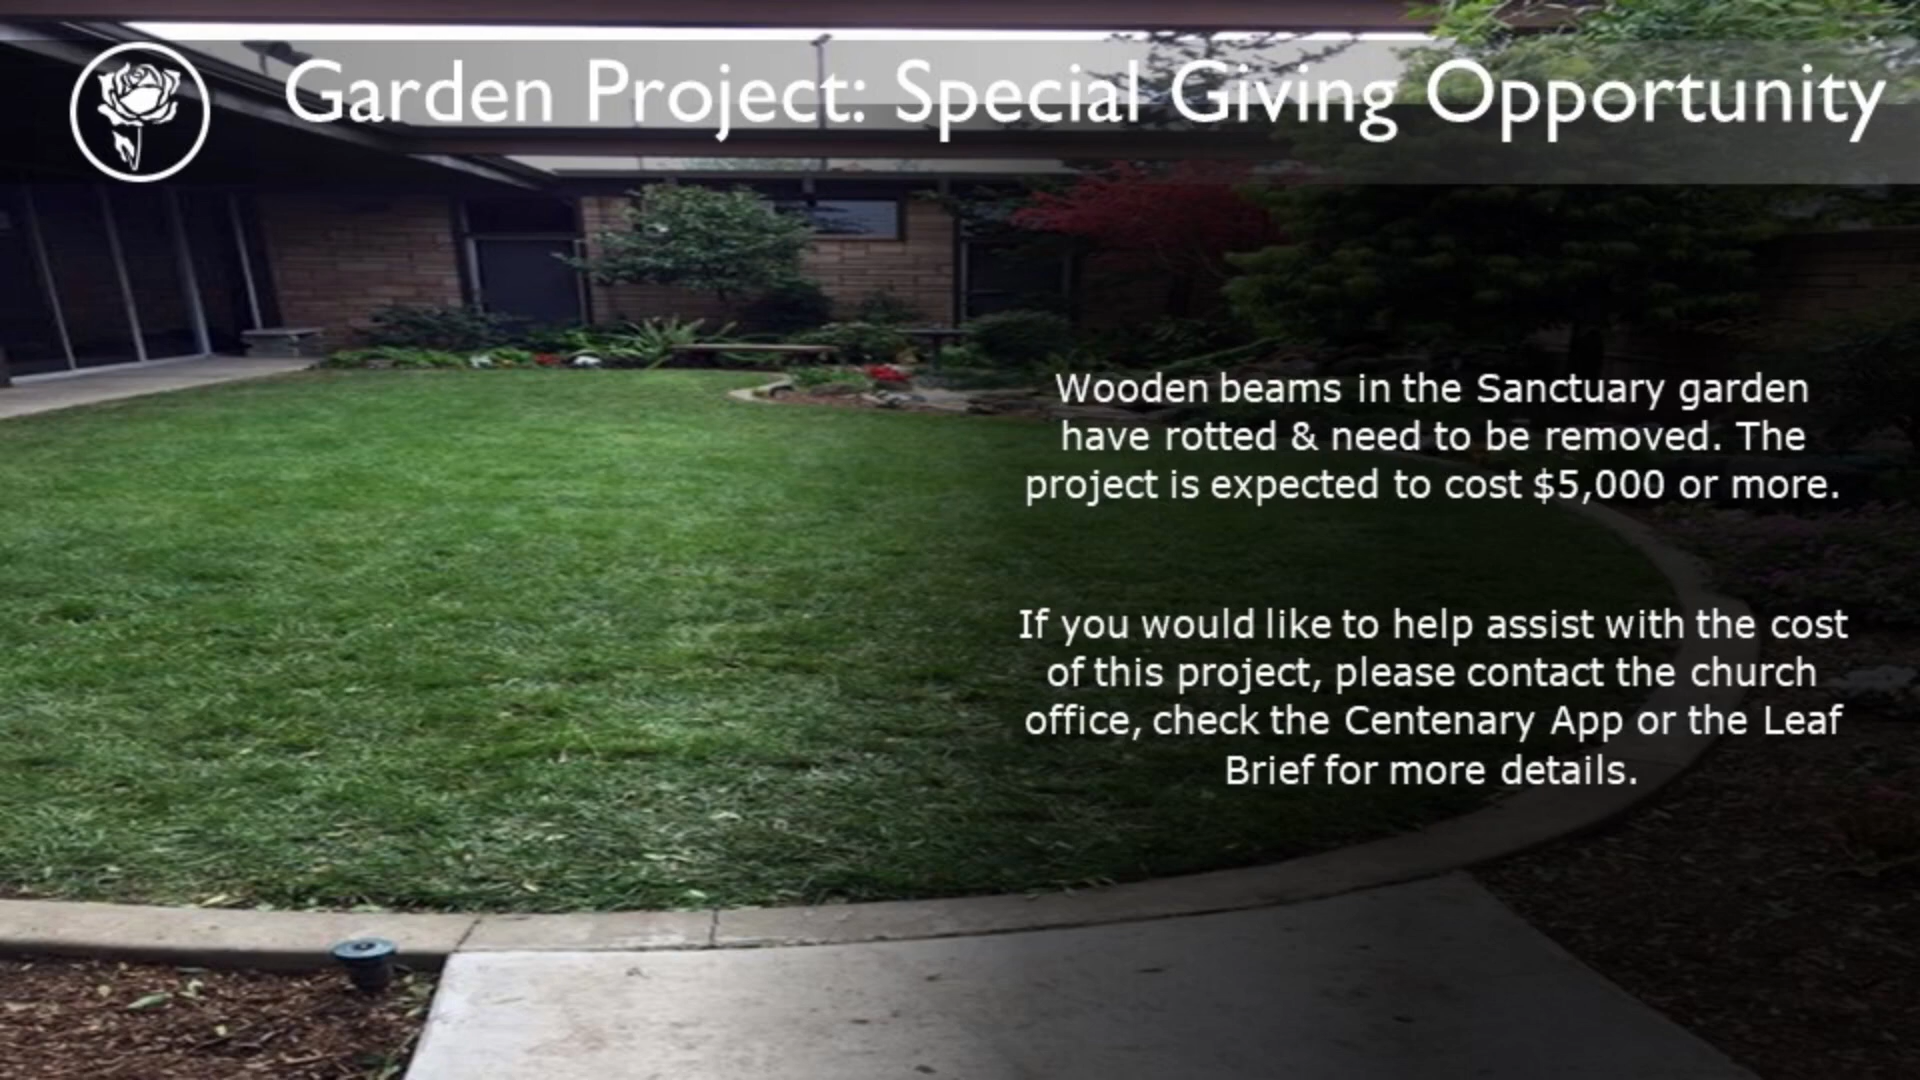 Garden Project: Special Giving Opportunity
Wooden beams in the Sanctuary garden
have rotted & need to be removed. The
project is expected to cost $5,000 or more.
If you would like to help assist with the cost
of this project, please contact the church
office, check the Centenary App or the Leaf
Brief for more details.